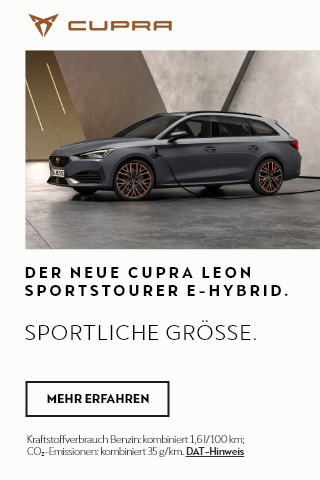 CUPRA
DER NEUE CUPRA LEON
SPORTSTOURER E-HYBRID.
SPORTLICHE GRÖSSE.
MEHR ERFAHREN
Kraftstoffverbrauch Benzin: kombiniert 1,6 l/100 km;
CO₂-Emissionen: kombiniert 35 g/km. DAT-Hinweis